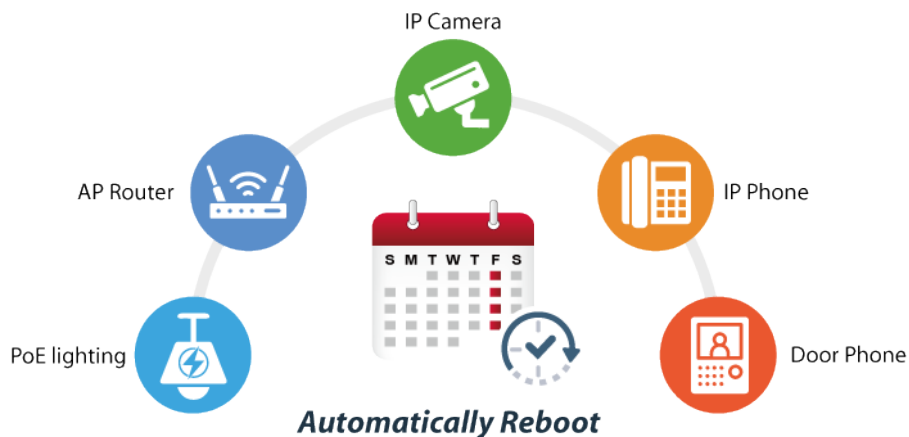 IP Camera
AP Router
IP Phone
S M T W T F S
PoE lighting
Door Phone
Automatically Reboot